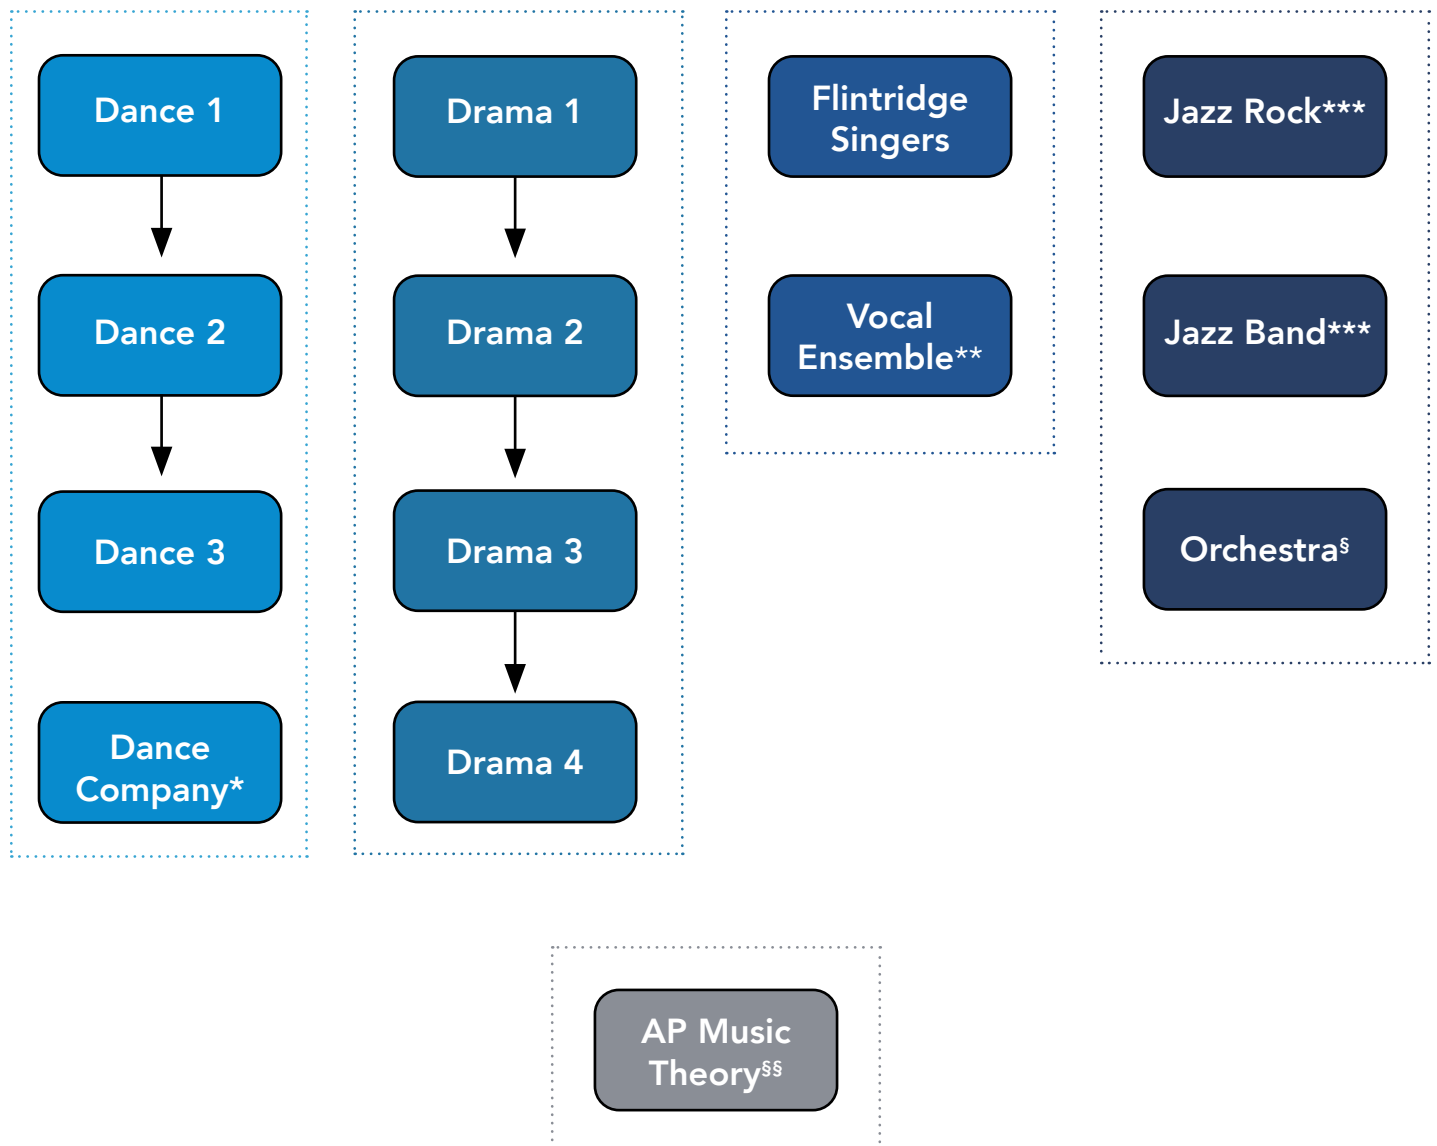 Dance 1
Dance 2
Dance 3
Dance
Company*
Drama 1
Drama 2
Drama 3
Drama 4
Flintridge
Singers
Vocal
Ensemble**
Jazz Rock***
Jazz Band***
Orchestra§
AP Music
Theory§§